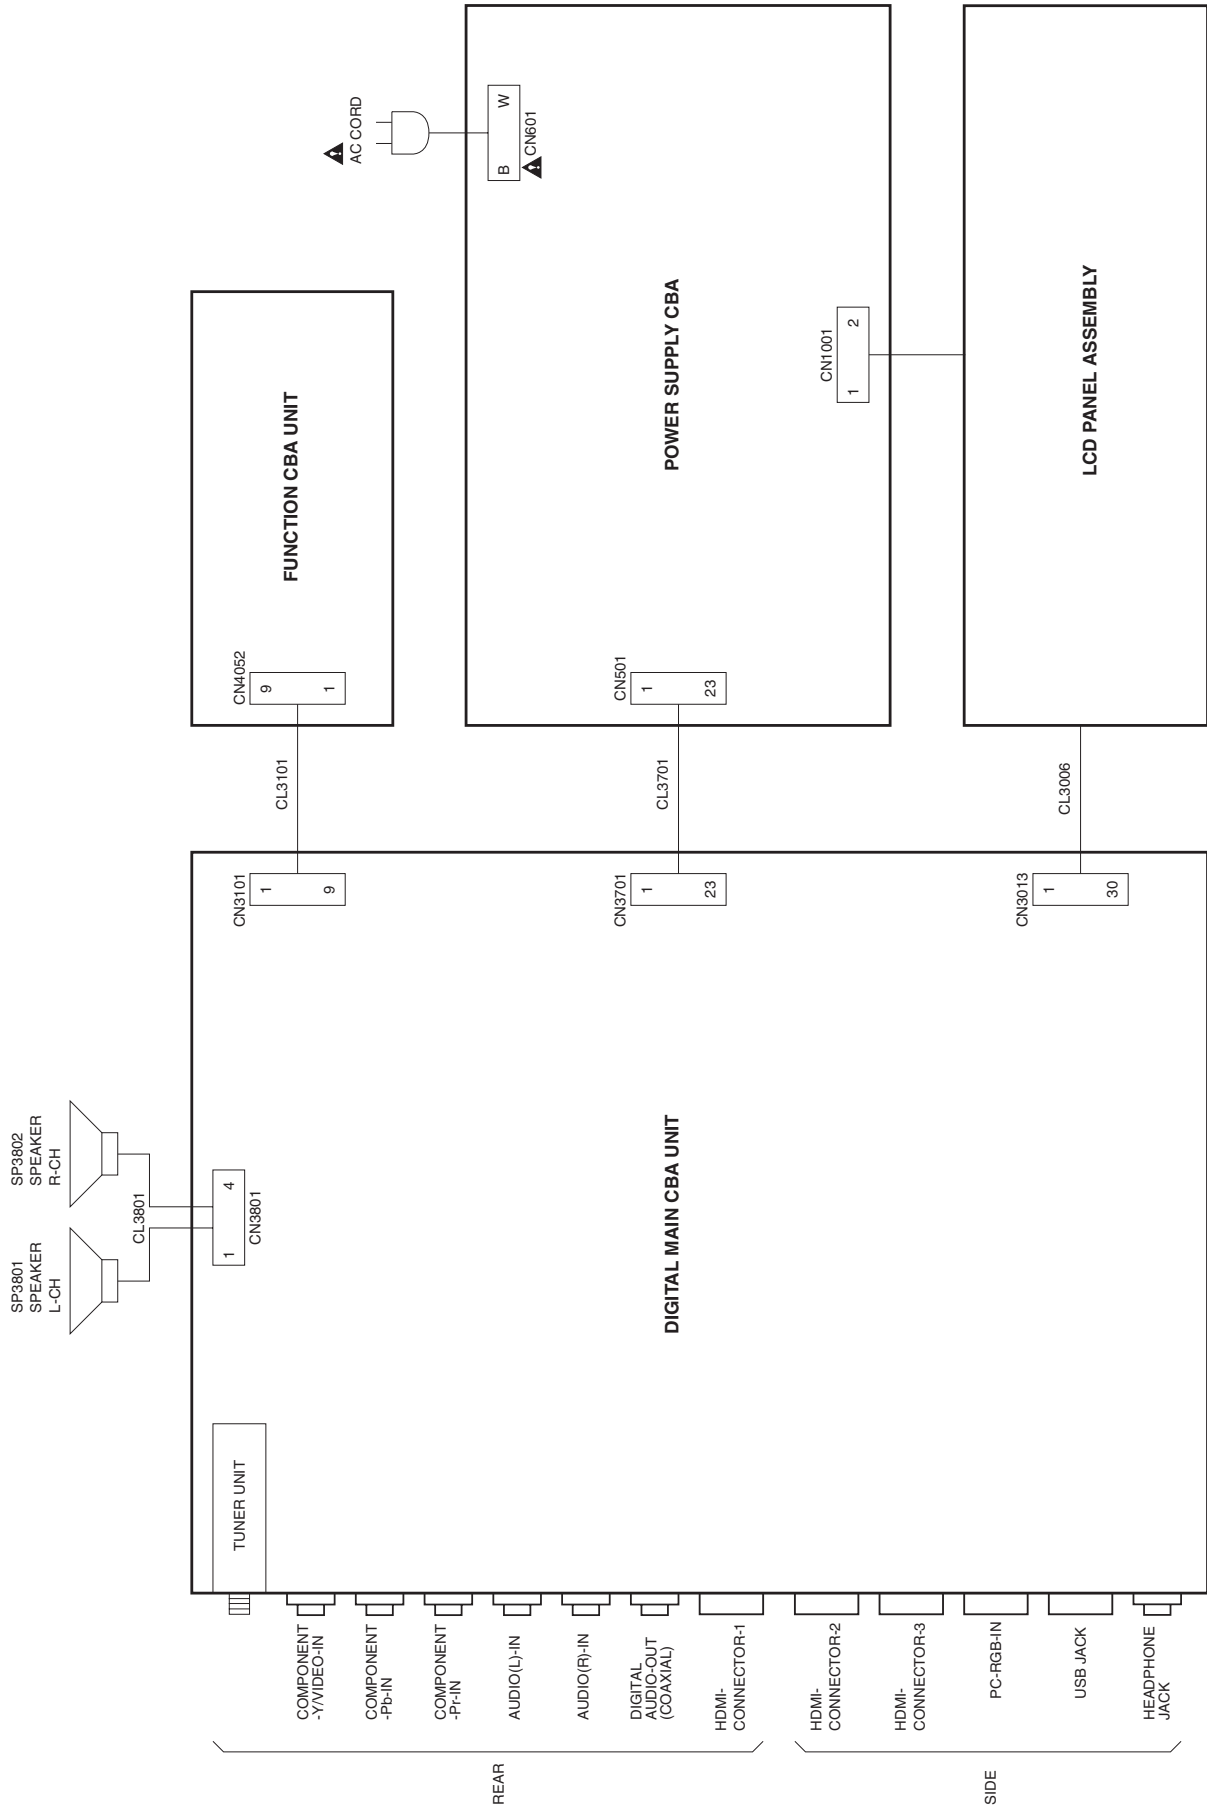 SP3801
SPEAKER
L-CH
SP3802
SPEAKER
R-CH
CL3801
1 4
CN3801
TUNER UNIT
COMPONENT
-Y/VIDEO-IN
COMPONENT
-Pb-IN
COMPONENT
-Pr-IN
AUDIO(L)-IN
AUDIO(R)-IN
DIGITAL
AUDIO-OUT
(COAXIAL)
HDMI-
CONNECTOR-1
HDMI-
CONNECTOR-2
HDMI-
CONNECTOR-3
PC-RGB-IN
USB JACK
HEADPHONE
JACK
REAR
SIDE
DIGITAL MAIN CBA UNIT
CN3101
1
9
CL3101
CN4052
9
1
FUNCTION CBA UNIT
CN3701
1
23
CL3701
CN501
1
23
POWER SUPPLY CBA
AC CORD
B W
CN601
CN1001
1 2
CN3013
1
30
CL3006
LCD PANEL ASSEMBLY